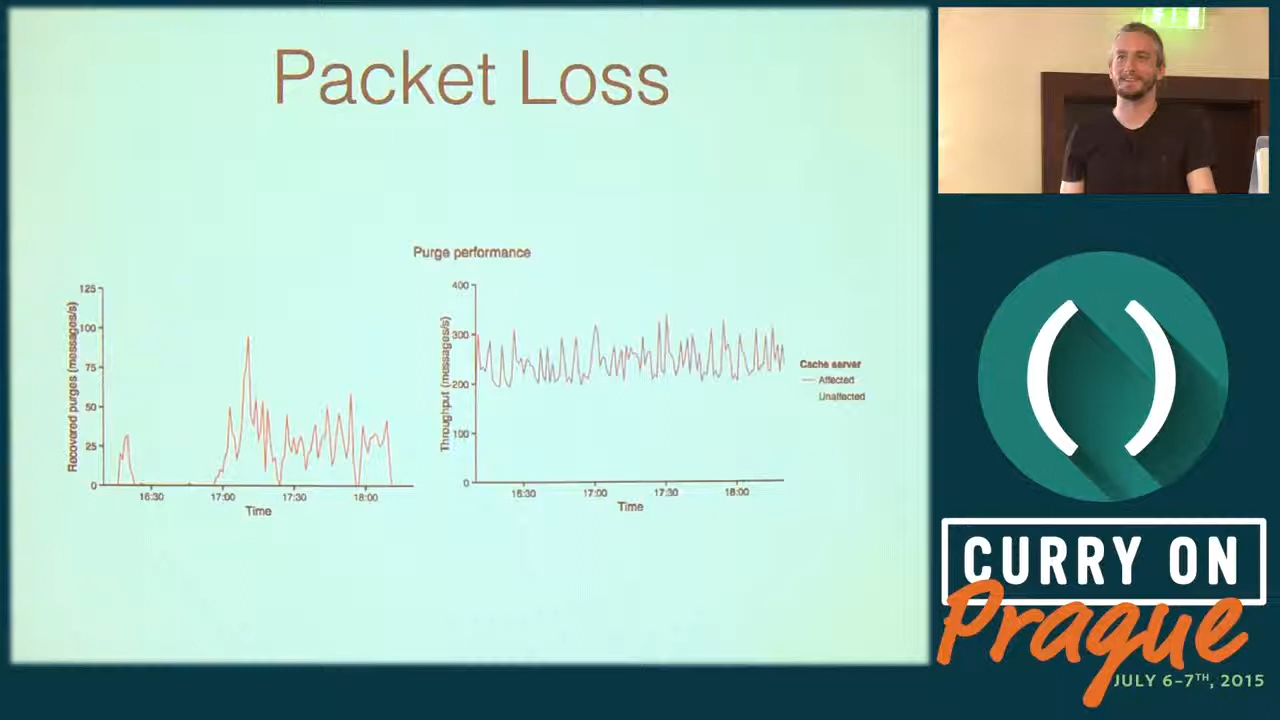 Packet Loss
Purge performance
Recovered purges (messages/s)
125
100
75
50
25
0
16:30
17:00
17:30
18:00
Time
Throughput (messages/s)
400
300
200
100
0
16:30
17:00
17:30
18:00
Time
Cache server
Affected
Unaffected
CURRY ON
Prague
JULY 6-7TH, 2015